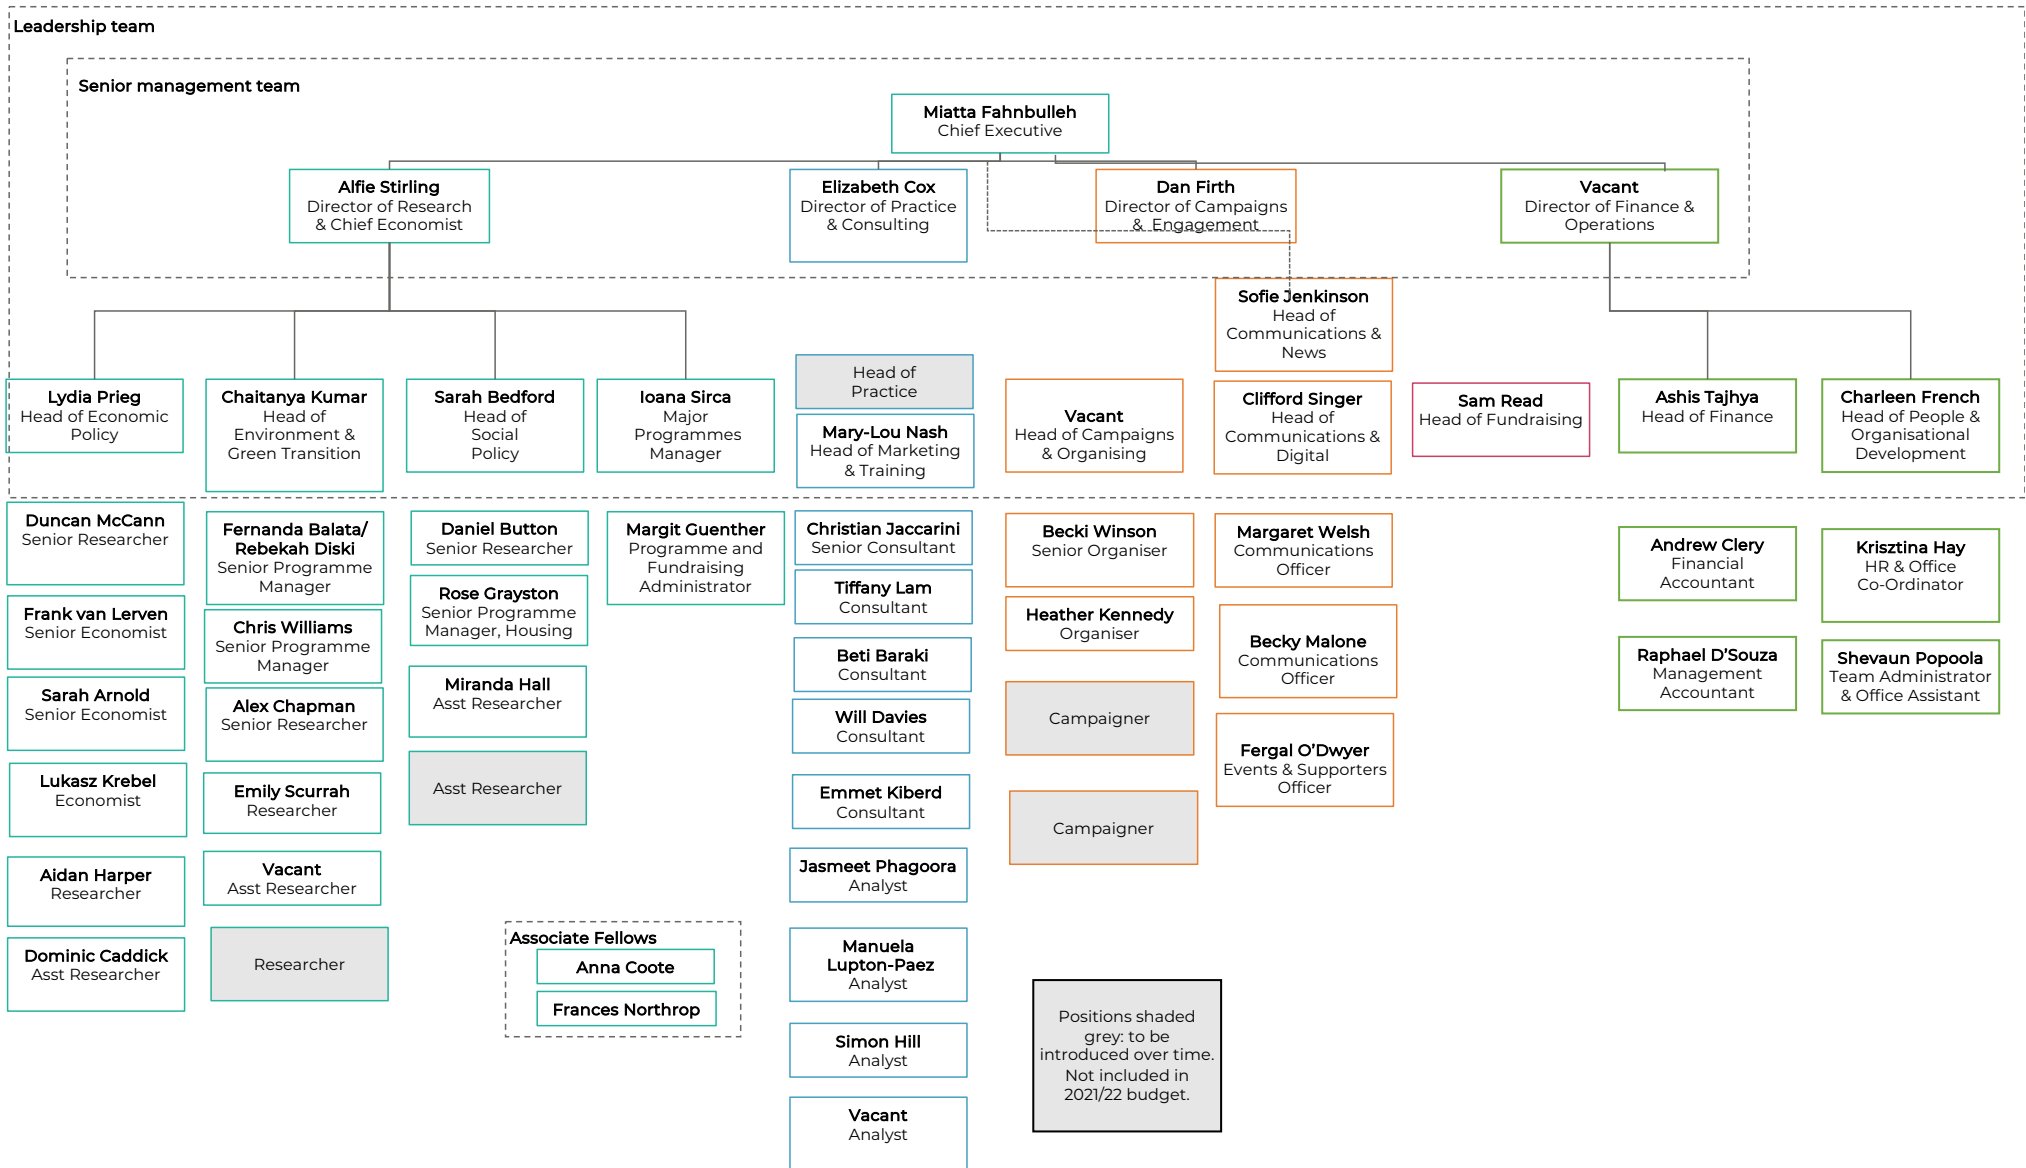 Leadership team
Senior management team
Miatta Fahnbulleh
Chief Executive
Alfie Stirling
Director of Research
& Chief Economist
Elizabeth Cox
Director of Practice
& Consulting
Dan Firth
Director of Campaigns
& Engagement
Vacant
Director of Finance &
Operations
Sofie Jenkinson
Head of
Communications &
News
Lydia Prieg
Head of Economic
Policy
Chaitanya Kumar
Head of
Environment &
Green Transition
Sarah Bedford
Head of
Social
Policy
Ioana Sirca
Major
Programmes
Manager
Head of
Practice
Mary-Lou Nash
Head of Marketing
& Training
Vacant
Head of Campaigns
& Organising
Clifford Singer
Head of
Communications &
Digital
Sam Read
Head of Fundraising
Ashis Tajhya
Head of Finance
Charleen French
Head of People &
Organisational
Development
Duncan McCann
Senior Researcher
Frank van Lerven
Senior Economist
Sarah Arnold
Senior Economist
Lukasz Krebel
Economist
Aidan Harper
Researcher
Dominic Caddick
Asst Researcher
Fernanda Balata/
Rebekah Diski
Senior Programme
Manager
Chris Williams
Senior Programme
Manager
Alex Chapman
Senior Researcher
Emily Scurrah
Researcher
Vacant
Asst Researcher
Researcher
Daniel Button
Senior Researcher
Rose Grayston
Senior Programme
Manager, Housing
Miranda Hall
Asst Researcher
Asst Researcher
Margit Guenther
Programme and
Fundraising
Administrator
Associate Fellows
Anna Coote
Frances Northrop
Christian Jaccarini
Senior Consultant
Tiffany Lam
Consultant
Beti Baraki
Consultant
Will Davies
Consultant
Emmet Kiberd
Consultant
Jasmeet Phagoora
Analyst
Manuela
Lupton-Paez
Analyst
Simon Hill
Analyst
Vacant
Analyst
Becki Winson
Senior Organiser
Heather Kennedy
Organiser
Campaigner
Campaigner
Margaret Welsh
Communications
Officer
Becky Malone
Communications
Officer
Fergal O’Dwyer
Events & Supporters
Officer
Andrew Clery
Financial
Accountant
Raphael D’Souza
Management
Accountant
Krisztina Hay
HR & Office
Co-Ordinator
Shevaun Popoola
Team Administrator
& Office Assistant
Positions shaded
grey: to be
introduced over time.
Not included in
2021/22 budget.